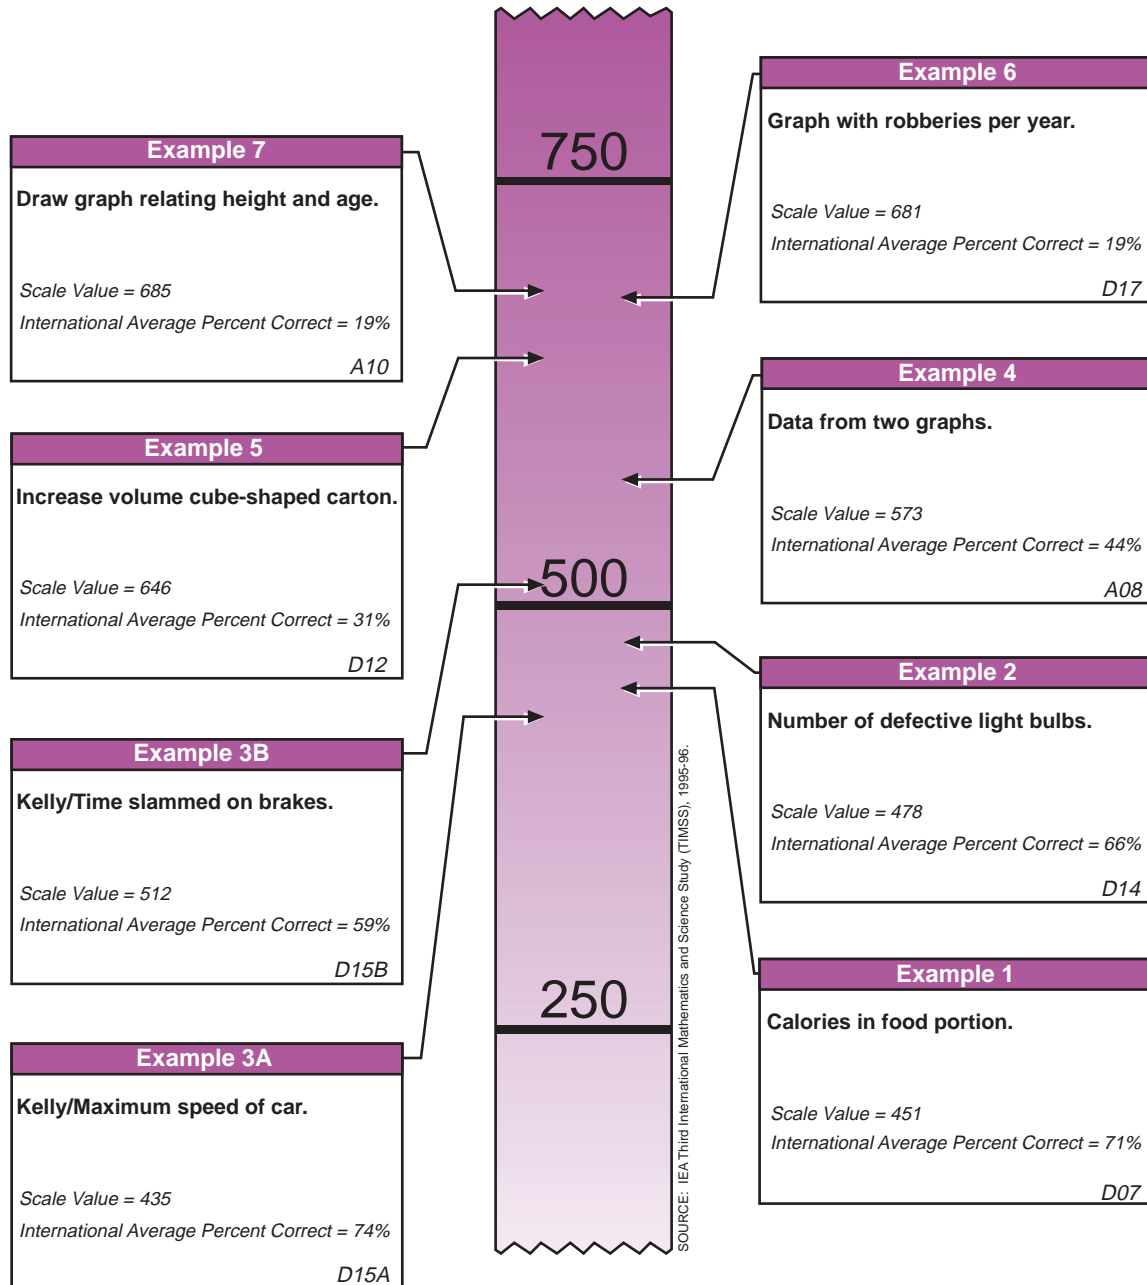 Example 7
Draw graph relating height and age.
Scale Value = 685
International Average Percent Correct = 19%
A10
Example 5
Increase volume cube-shaped carton.
Scale Value = 646
International Average Percent Correct = 31%
D12
Example 3B
Kelly/Time slammed on brakes.
Scale Value = 512
International Average Percent Correct = 59%
D15B
Example 3A
Kelly/Maximum speed of car.
Scale Value = 435
International Average Percent Correct = 74%
D15A
750
500
250
SOURCE: IEA Third International Mathematics and Science Study (TIMSS), 1995-96.
Example 6
Graph with robberies per year.
Scale Value = 681
International Average Percent Correct = 19%
D17
Example 4
Data from two graphs.
Scale Value = 573
International Average Percent Correct = 44%
A08
Example 2
Number of defective light bulbs.
Scale Value = 478
International Average Percent Correct = 66%
D14
Example 1
Calories in food portion.
Scale Value = 451
International Average Percent Correct = 71%
D07